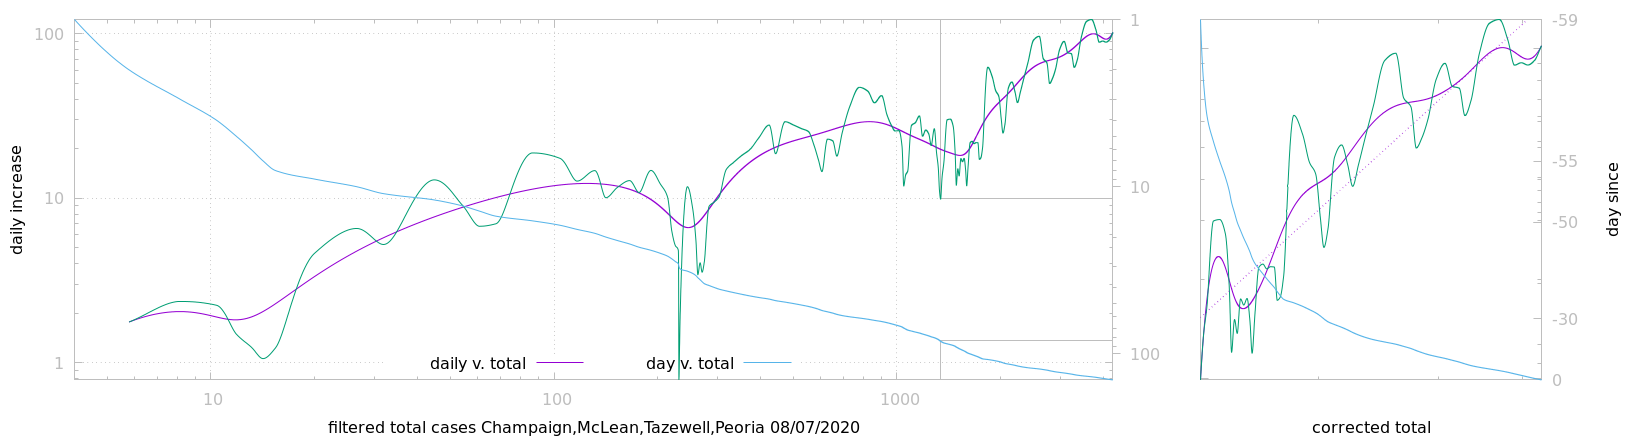 100
10
1
daily increase
10
100
1000
daily v. total
day v. total
filtered total cases Champaign,McLean,Tazewell,Peoria 08/07/2020
1
10
100
-59
-55
-50
-30
0
day since
corrected total